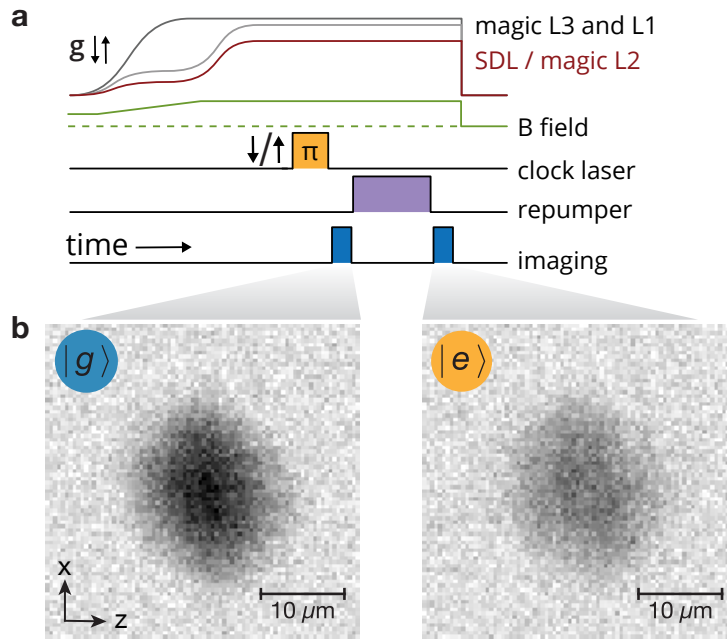 a
magic L3 and L1
g ↓↑
SDL / magic L2
B field
↓/↑ π
clock laser
repumper
time
imaging
b
|g⟩
|e⟩
x
z
10 μm
10 μm